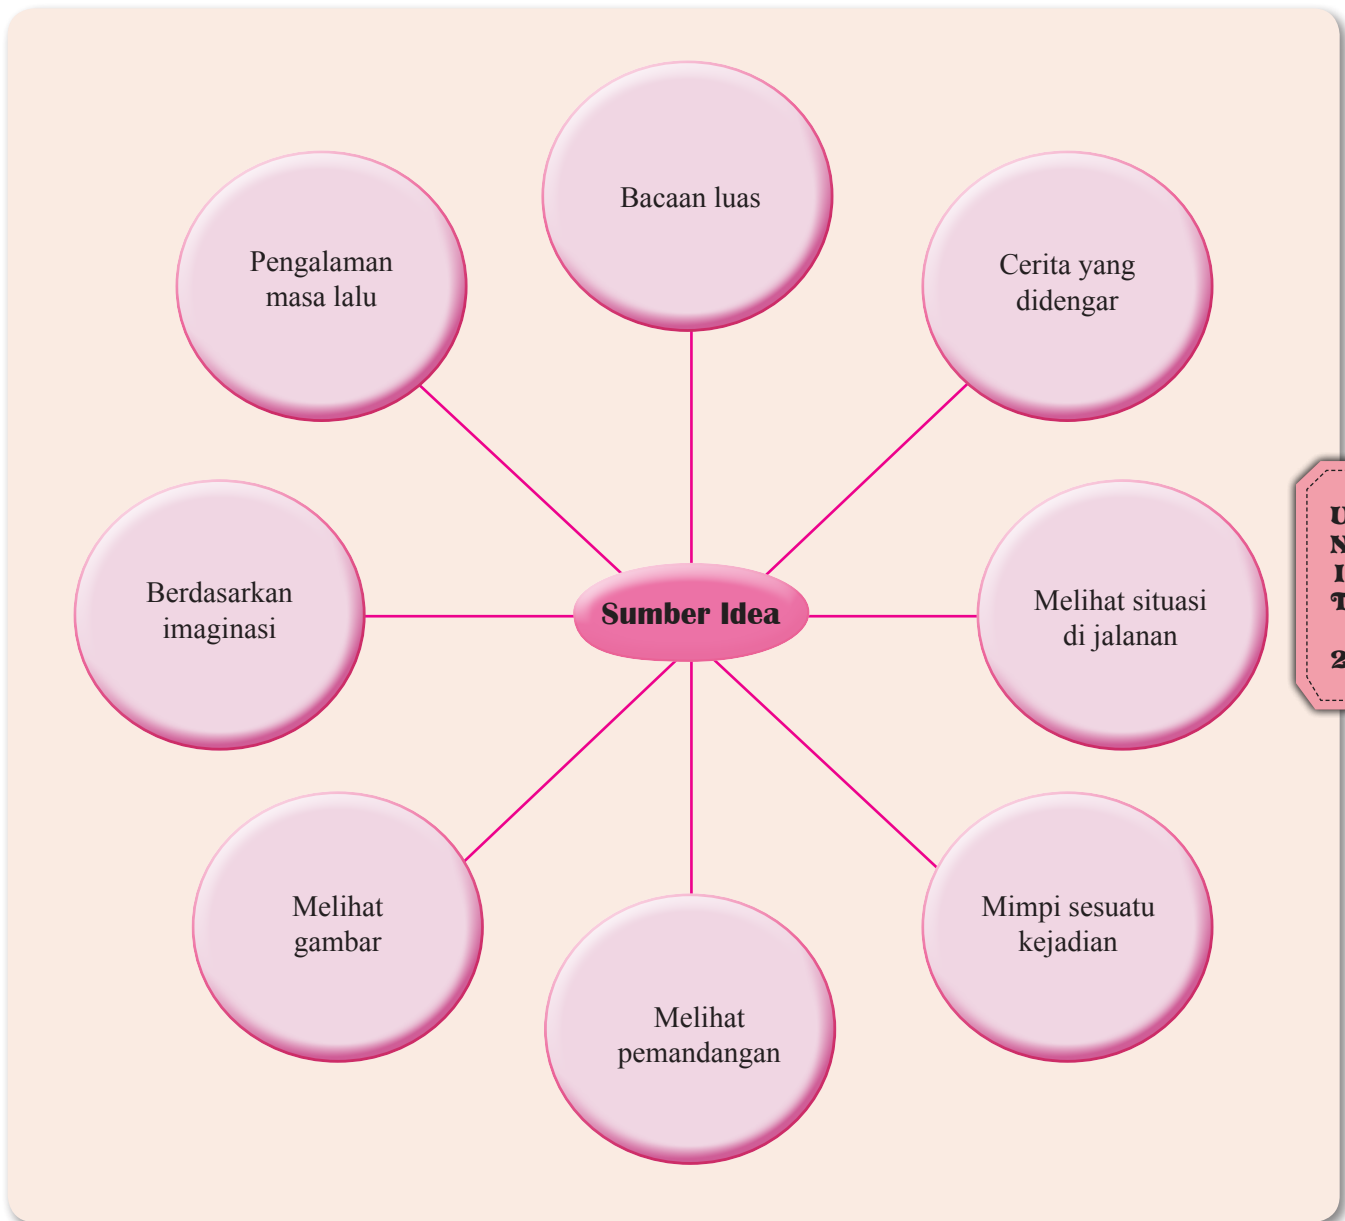 Bacaan luas
Pengalaman
masa lalu
Cerita yang
didengar
Berdasarkan
imaginasi
Sumber Idea
Melihat situasi
di jalanan
Melihat
gambar
Mimpi sesuatu
kejadian
Melihat
pemandangan
U
N
I
T
2